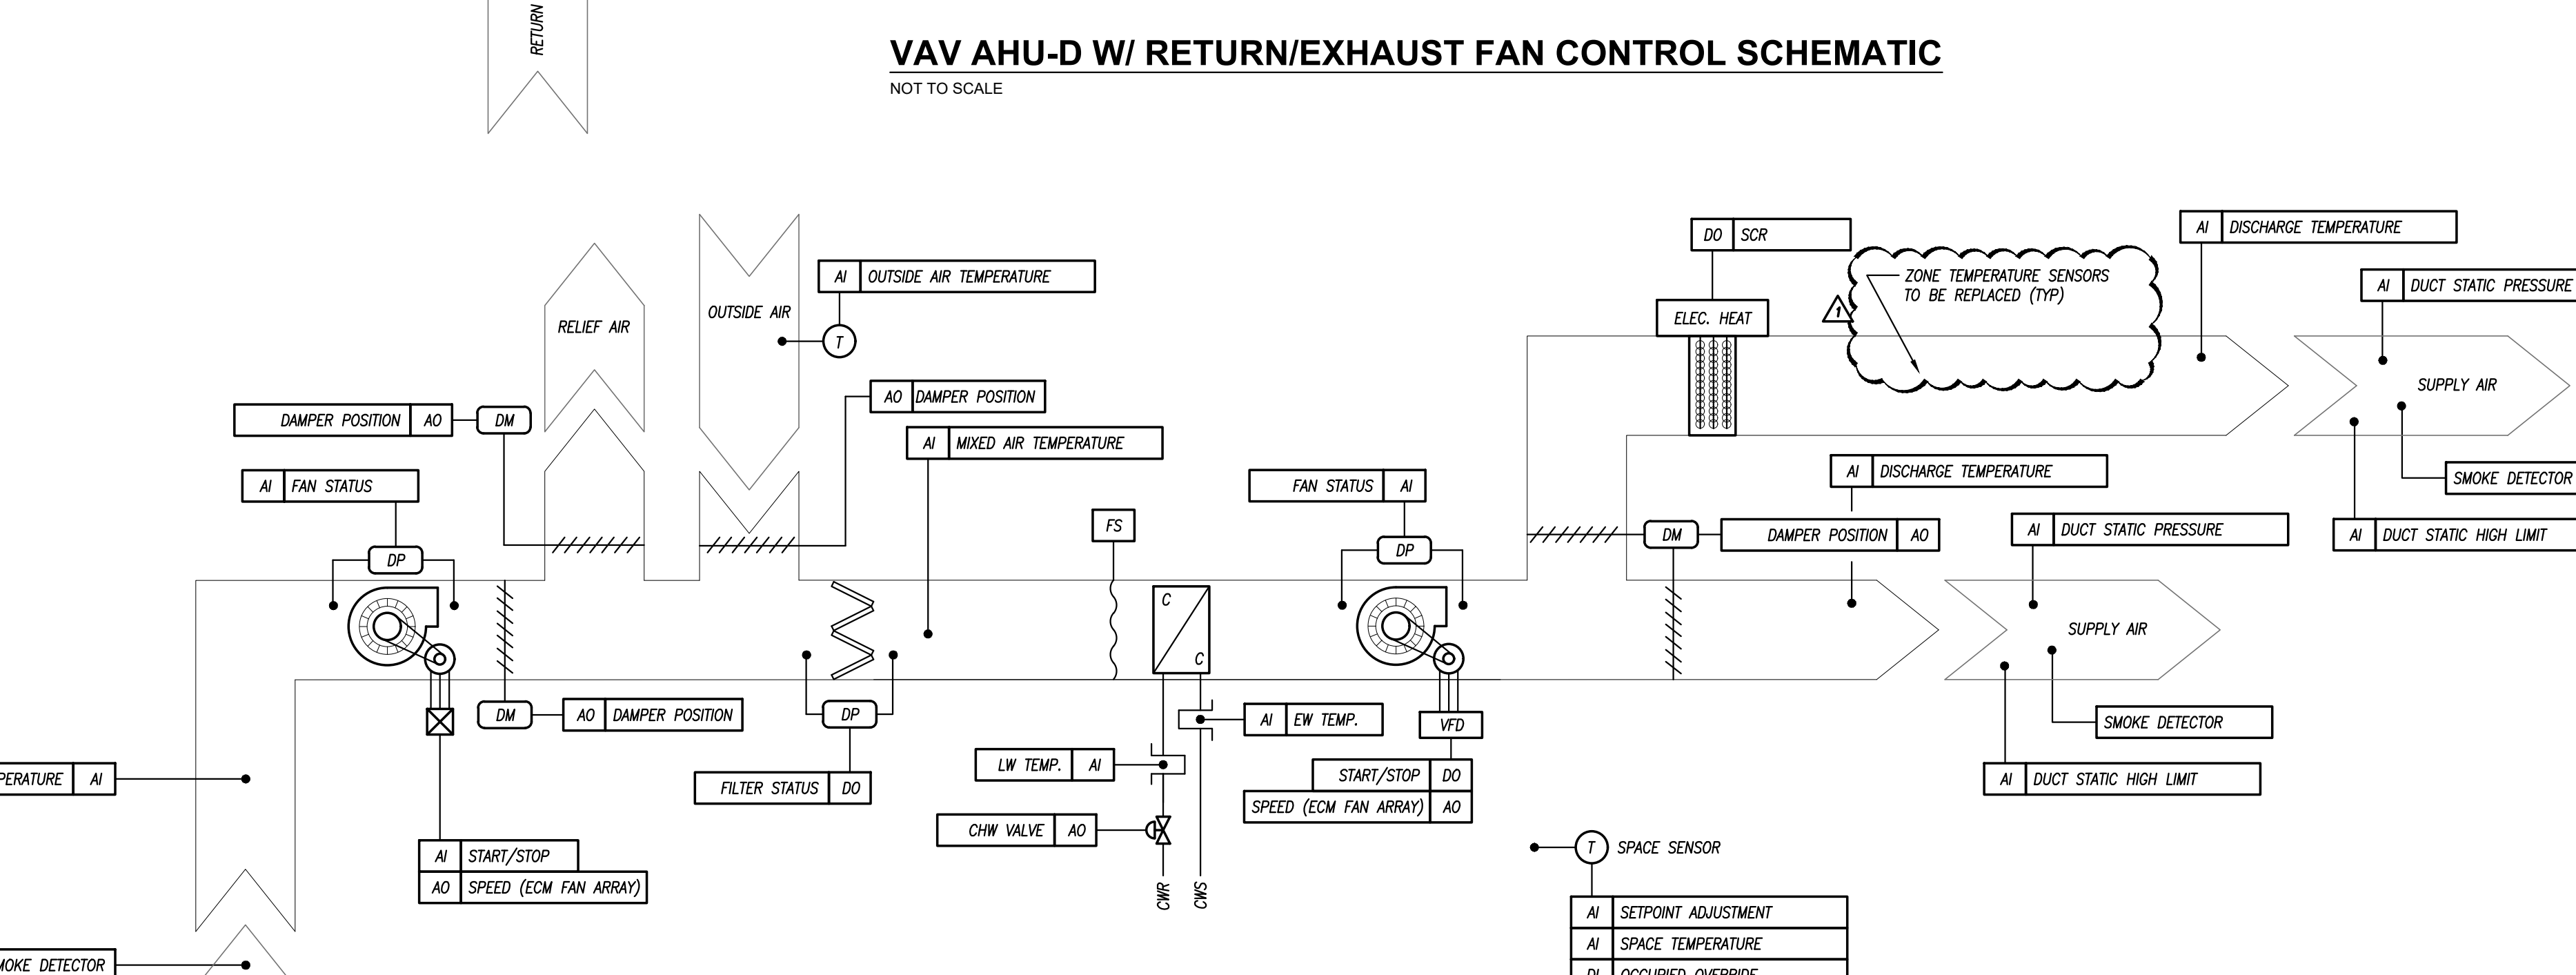 RETURN
VAV AHU-D W/ RETURN/EXHAUST FAN CONTROL SCHEMATIC
NOT TO SCALE
DO SCR
AI DISCHARGE TEMPERATURE
ZONE TEMPERATURE SENSORS
TO BE REPLACED (TYP)
1
AI OUTSIDE AIR TEMPERATURE
AI DUCT STATIC PRESSURE
OUTSIDE AIR
RELIEF AIR
T
ELEC. HEAT
SUPPLY AIR
AO DAMPER POSITION
DAMPER POSITION AO
DM
AI MIXED AIR TEMPERATURE
AI DISCHARGE TEMPERATURE
SMOKE DETECTOR
AI FAN STATUS
FAN STATUS AI
FS
DM
DAMPER POSITION AO
AI DUCT STATIC PRESSURE
AI DUCT STATIC HIGH LIMIT
DP
DP
C
C
SUPPLY AIR
DM
AO DAMPER POSITION
DP
AI EW TEMP.
VFD
SMOKE DETECTOR
LW TEMP. AI
PERATURE AI
START/STOP DO
AI DUCT STATIC HIGH LIMIT
FILTER STATUS DO
SPEED (ECM FAN ARRAY) AO
CHW VALVE AO
T SPACE SENSOR
AI START/STOP
AO SPEED (ECM FAN ARRAY)
CWR
CWS
AI SETPOINT ADJUSTMENT
AI SPACE TEMPERATURE
MOKE DETECTOR
DI OCCUPIED OVERRIDE